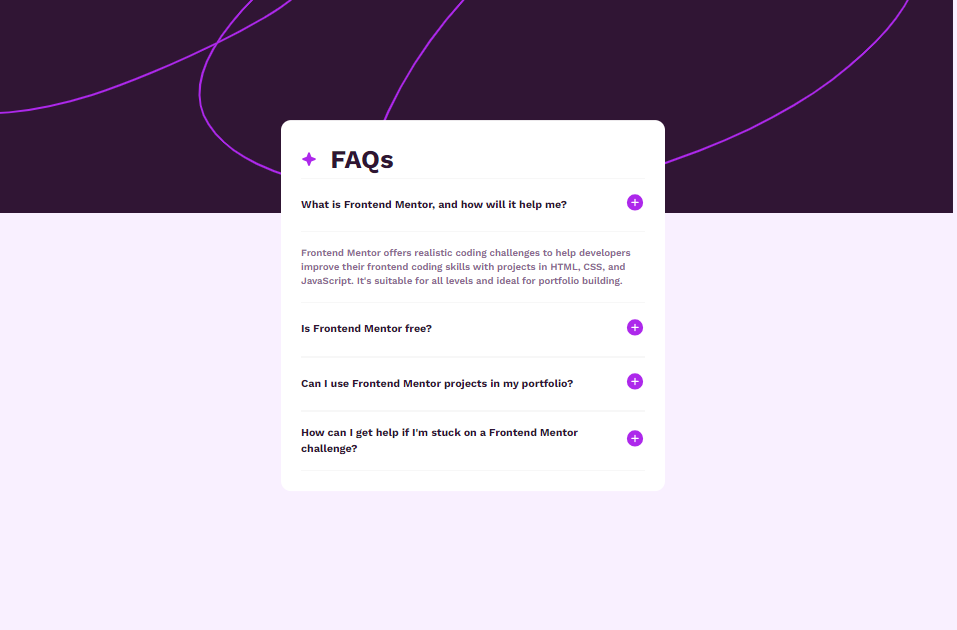 FAQs
What is Frontend Mentor, and how will it help me?
Frontend Mentor offers realistic coding challenges to help developers
improve their frontend coding skills with projects in HTML, CSS, and
JavaScript. It's suitable for all levels and ideal for portfolio building.
Is Frontend Mentor free?
Can I use Frontend Mentor projects in my portfolio?
How can I get help if I'm stuck on a Frontend Mentor
challenge?